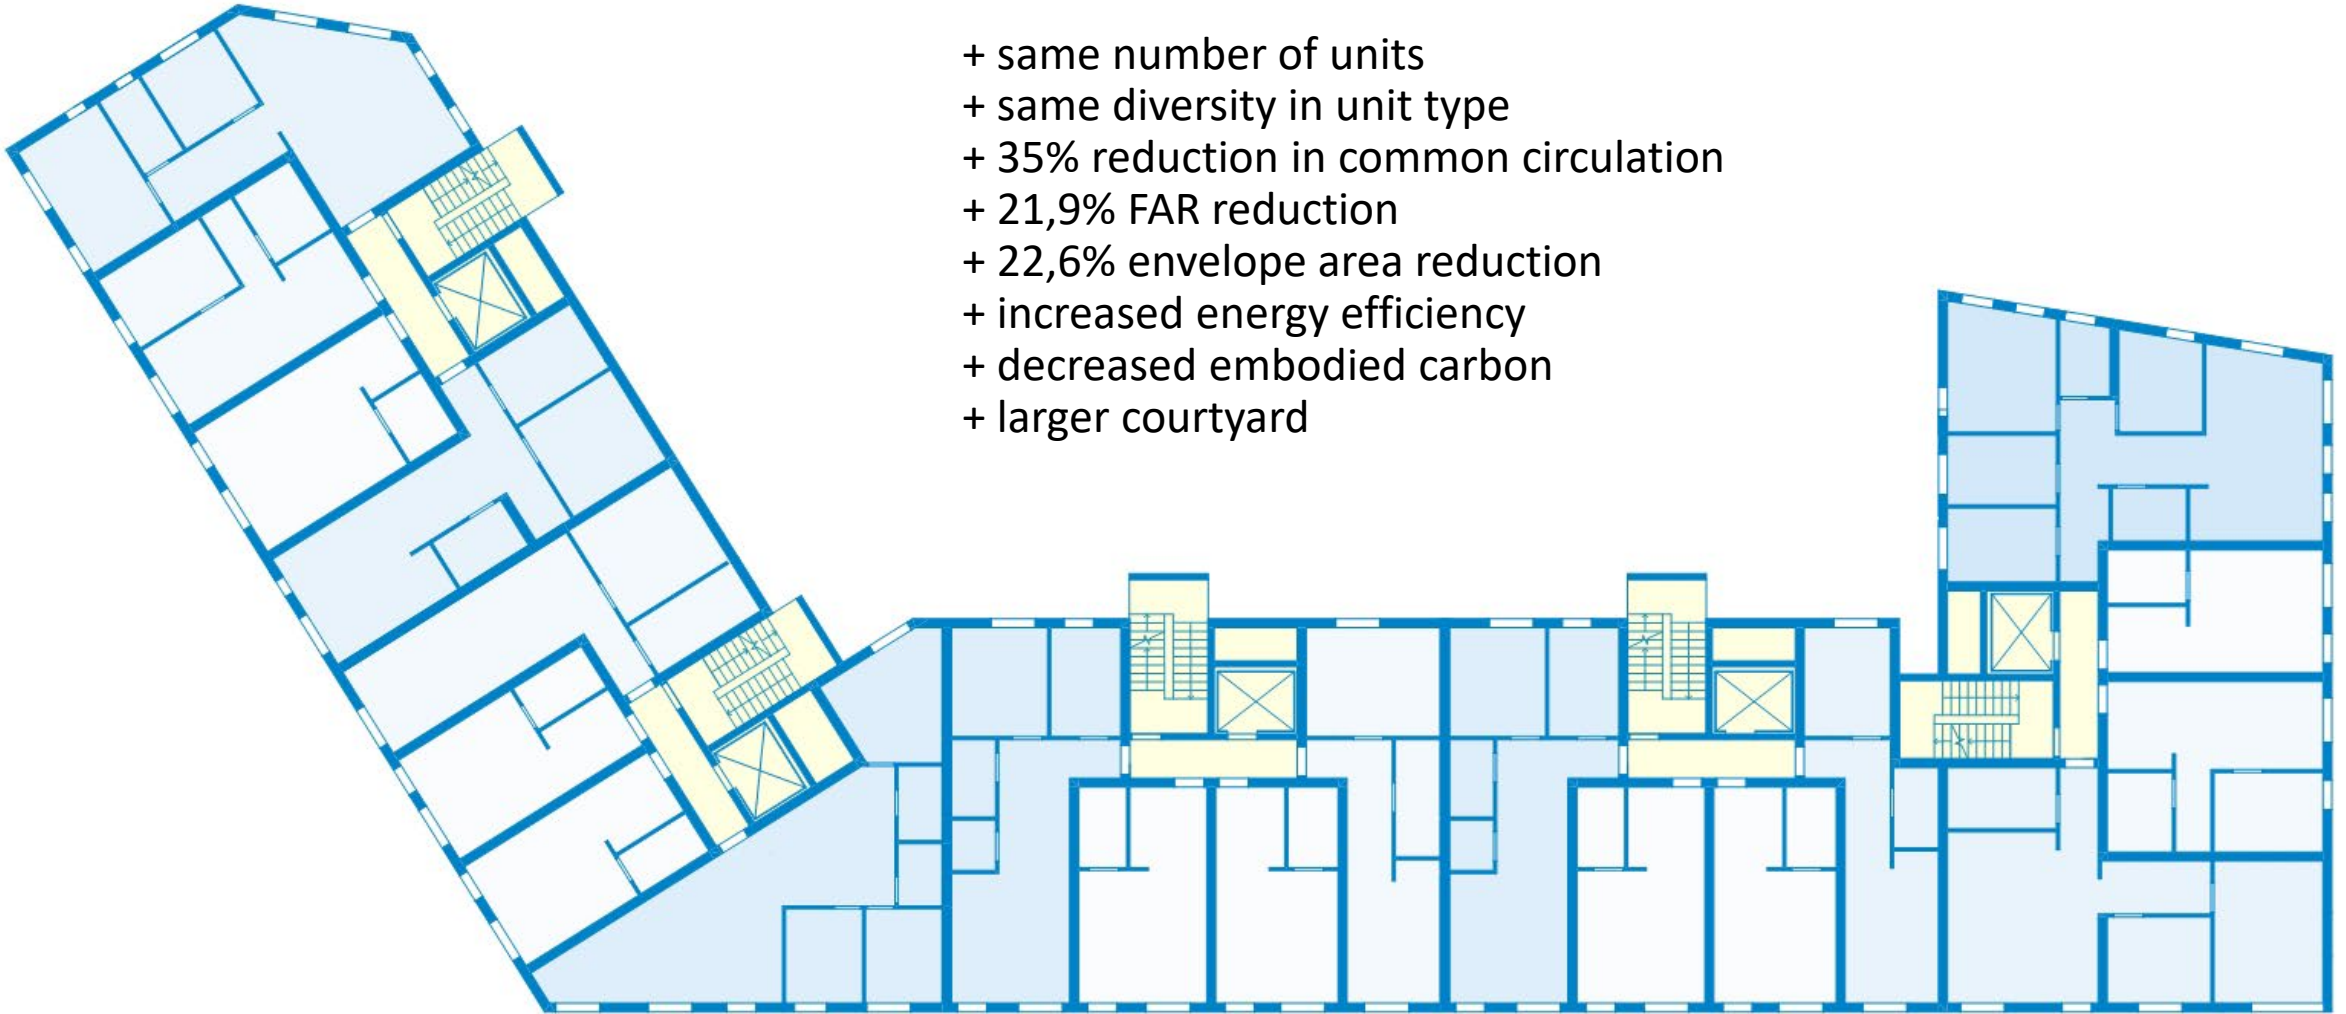 + same number of units
+ same diversity in unit type
+ 35% reduction in common circulation
+ 21,9% FAR reduction
+ 22,6% envelope area reduction
+ increased energy efficiency
+ decreased embodied carbon
+ larger courtyard